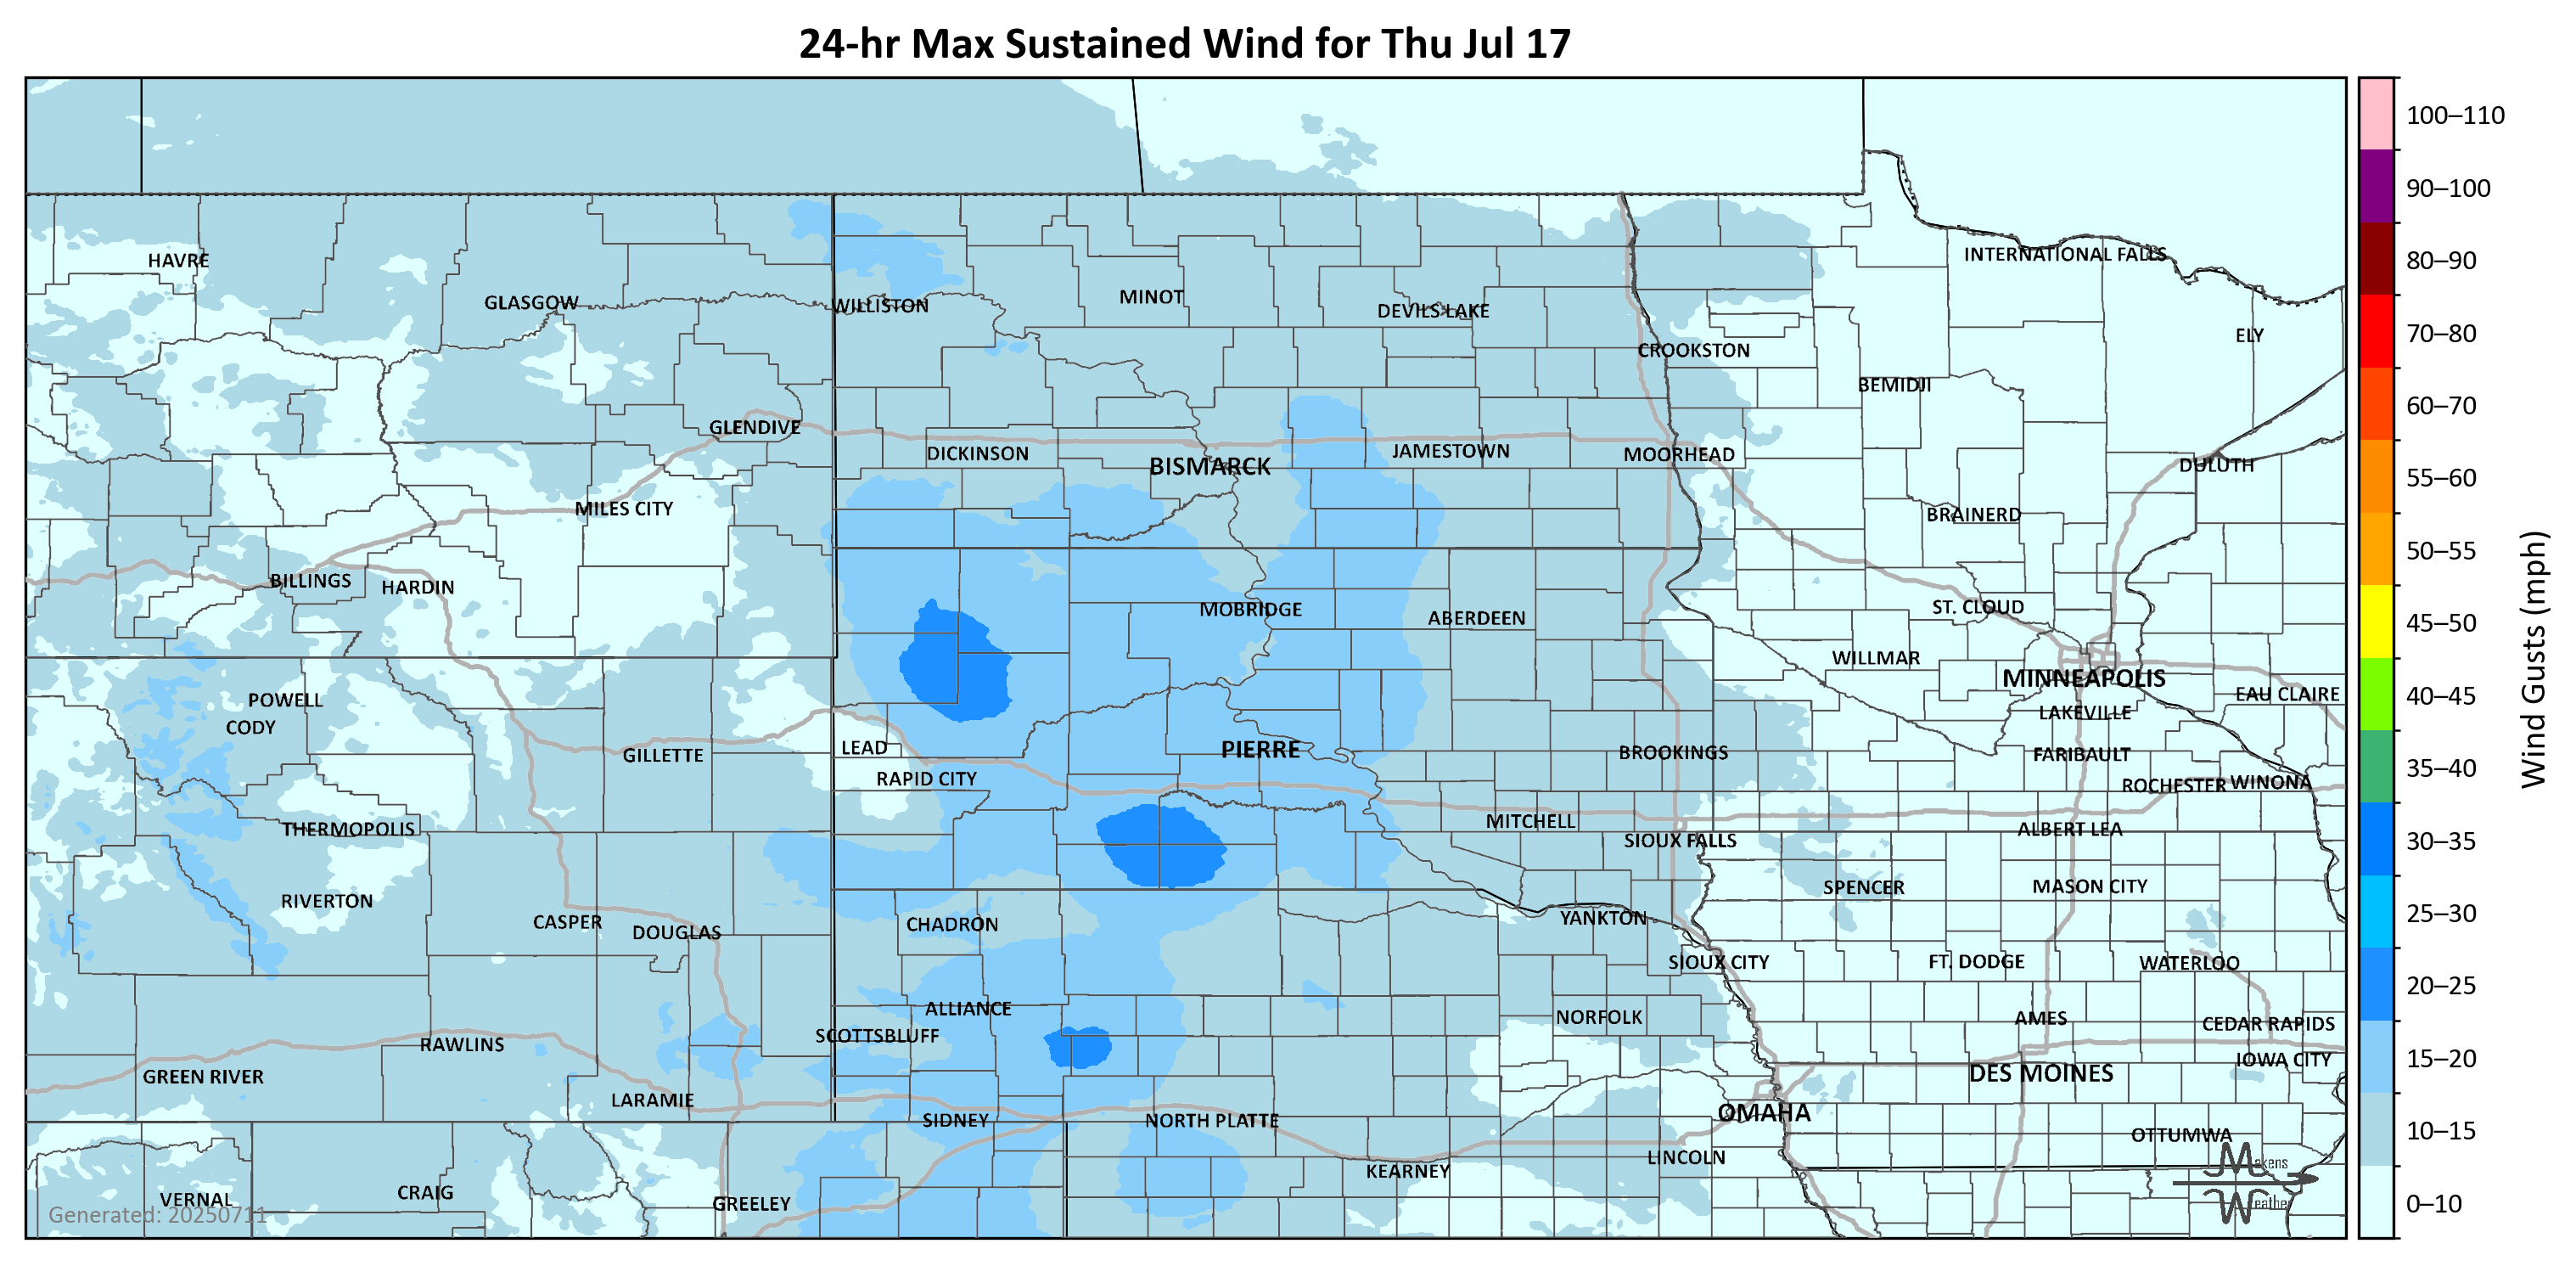 24-hr Max Sustained Wind for Thu Jul 17
100–110
90–100
80–90
70–80
60–70
55–60
50–55
45–50
40–45
35–40
30–35
25–30
20–25
15–20
10–15
0–10
Wind Gusts (mph)
HAVRE
INTERNATIONAL FALLS
GLASGOW
WILLISTON
MINOT
DEVILS LAKE
ELY
CROOKSTON
BEMIDJI
GLENDIVE
DICKINSON
BISMARCK
JAMESTOWN
MOORHEAD
DULUTH
MILES CITY
BRAINERD
BILLINGS
HARDIN
MOBRIDGE
ABERDEEN
ST. CLOUD
WILLMAR
MINNEAPOLIS
POWELL
EAU CLAIRE
CODY
LAKEVILLE
GILLETTE
LEAD
PIERRE
BROOKINGS
FARIBAULT
RAPID CITY
ROCHESTER
WINONA
THERMOPOLIS
MITCHELL
SIOUX FALLS
ALBERT LEA
RIVERTON
SPENCER
MASON CITY
CASPER
DOUGLAS
CHADRON
YANKTON
SIOUX CITY
FT. DODGE
WATERLOO
ALLIANCE
NORFOLK
AMES
CEDAR RAPIDS
SCOTTSBLUFF
RAWLINS
IOWA CITY
GREEN RIVER
DES MOINES
LARAMIE
SIDNEY
NORTH PLATTE
OMAHA
OTTUMWA
LINCOLN
KEARNEY
VERNAL
CRAIG
GREELEY
Generated: 20250711
Makens
Weather